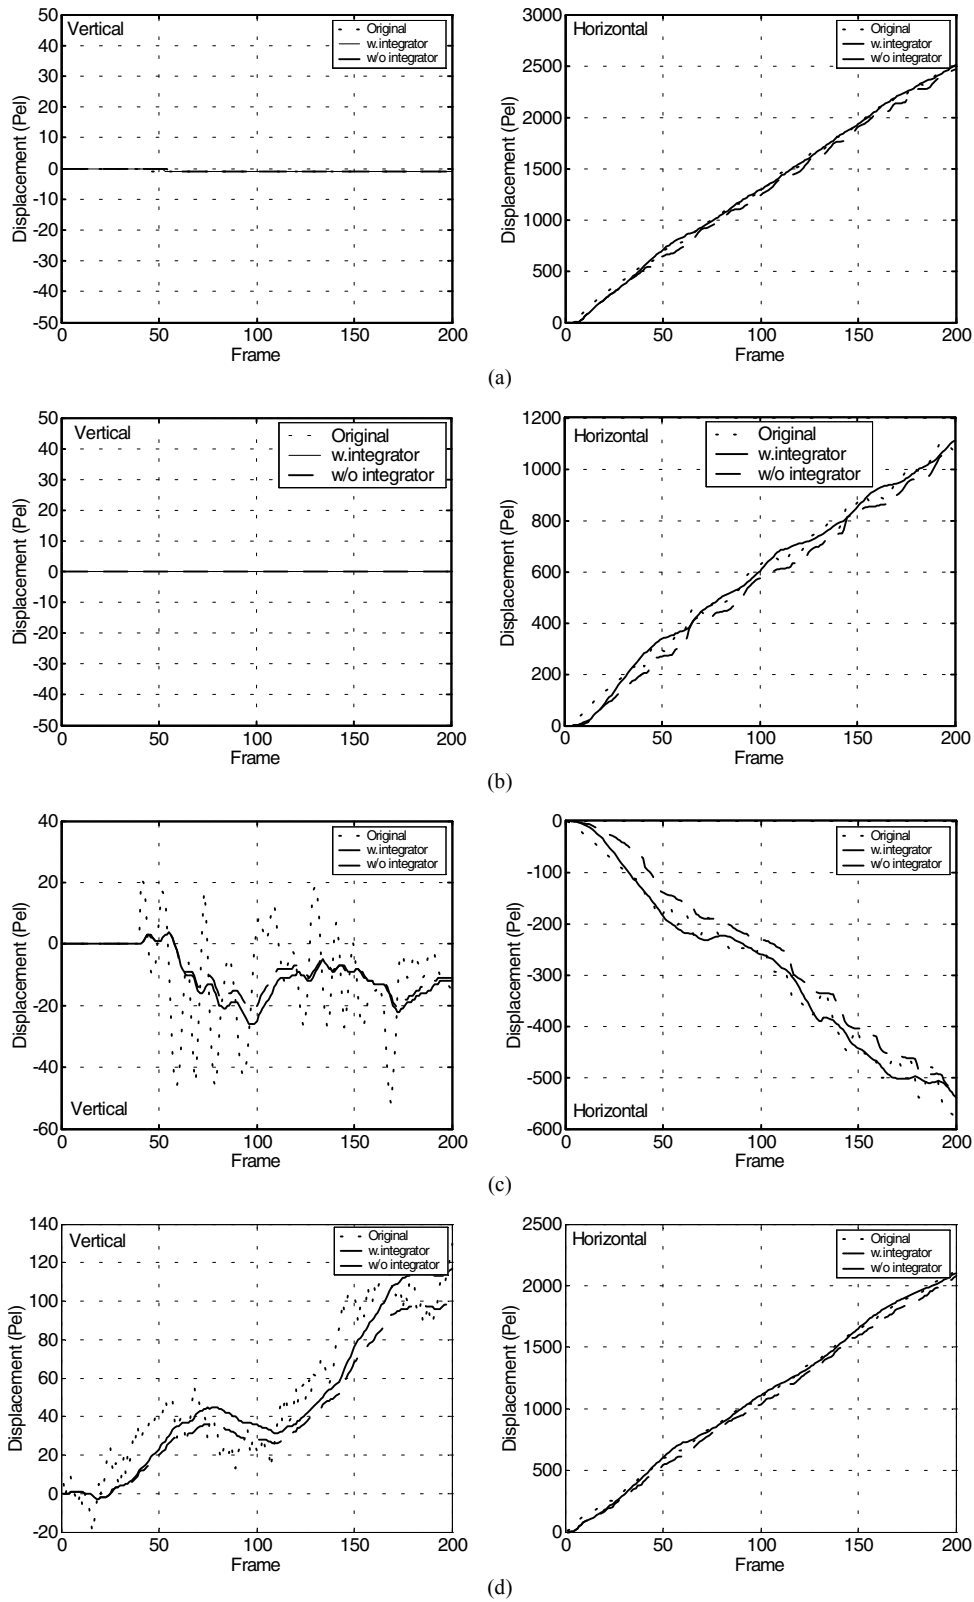 Vertical
Original
w.integrator
w/o integrator
50
40
30
20
10
0
-10
-20
-30
-40
-50
Displacement (Pel)
0 50 100 150 200
Frame
Horizontal
Original
w.integrator
w/o integrator
3000
2500
2000
1500
1000
500
0
Displacement (Pel)
0 50 100 150 200
Frame
(a)
Vertical
Original
w.integrator
w/o integrator
50
40
30
20
10
0
-10
-20
-30
-40
-50
Displacement (Pel)
0 50 100 150 200
Frame
Horizontal
Original
w.integrator
w/o integrator
1200
1000
800
600
400
200
0
Displacement (Pel)
0 50 100 150 200
Frame
(b)
Original
w.integrator
w/o integrator
40
20
0
-20
-40
-60
Displacement (Pel)
Vertical
0 50 100 150 200
Frame
Original
w.integrator
w/o integrator
0
-100
-200
-300
-400
-500
-600
Displacement (Pel)
Horizontal
0 50 100 150 200
Frame
(c)
Vertical
Original
w.integrator
w/o integrator
140
120
100
80
60
40
20
0
-20
Displacement (Pel)
0 50 100 150 200
Frame
Horizontal
Original
w.integrator
w/o integrator
2500
2000
1500
1000
500
0
Displacement (Pel)
0 50 100 150 200
Frame
(d)